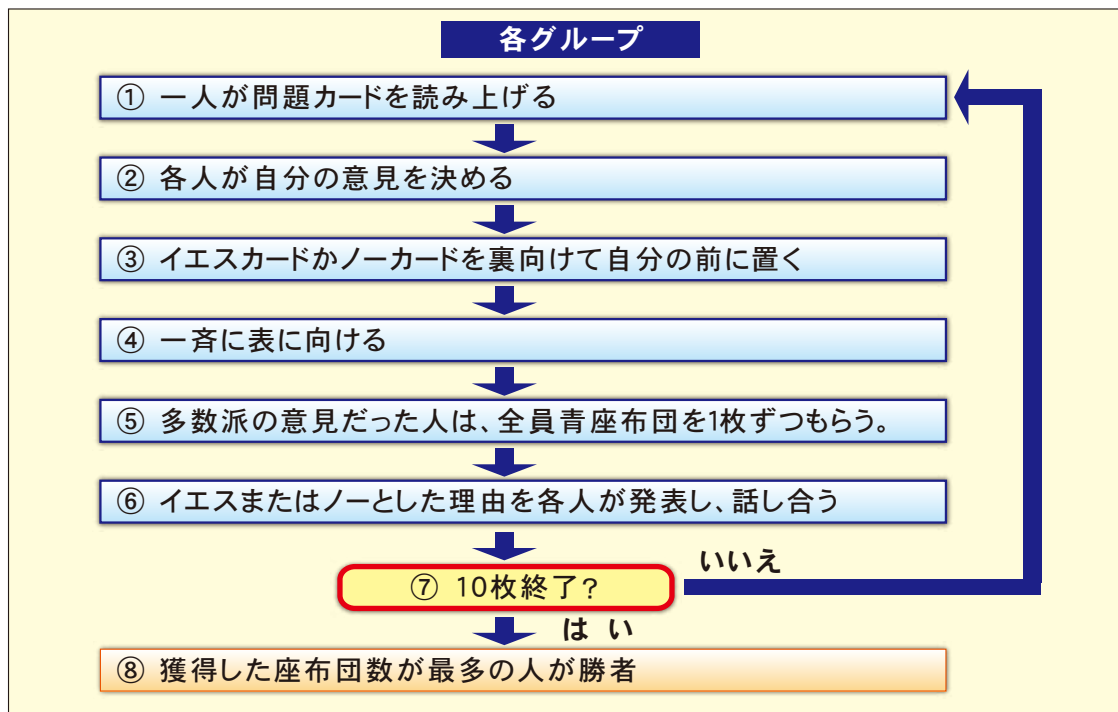 各グループ
① 一人が問題カードを読み上げる
② 各人が自分の意見を決める
③ イエスカードかノーカードを裏向けて自分の前に置く
④ 一斉に表に向ける
⑤ 多数派の意見だった人は、全員青座布団を1枚ずつもらう。
⑥ イエスまたはノーとした理由を各人が発表し、話し合う
⑦ 10枚終了?
いいえ
はい
⑧ 獲得した座布団数が最多の人が勝者